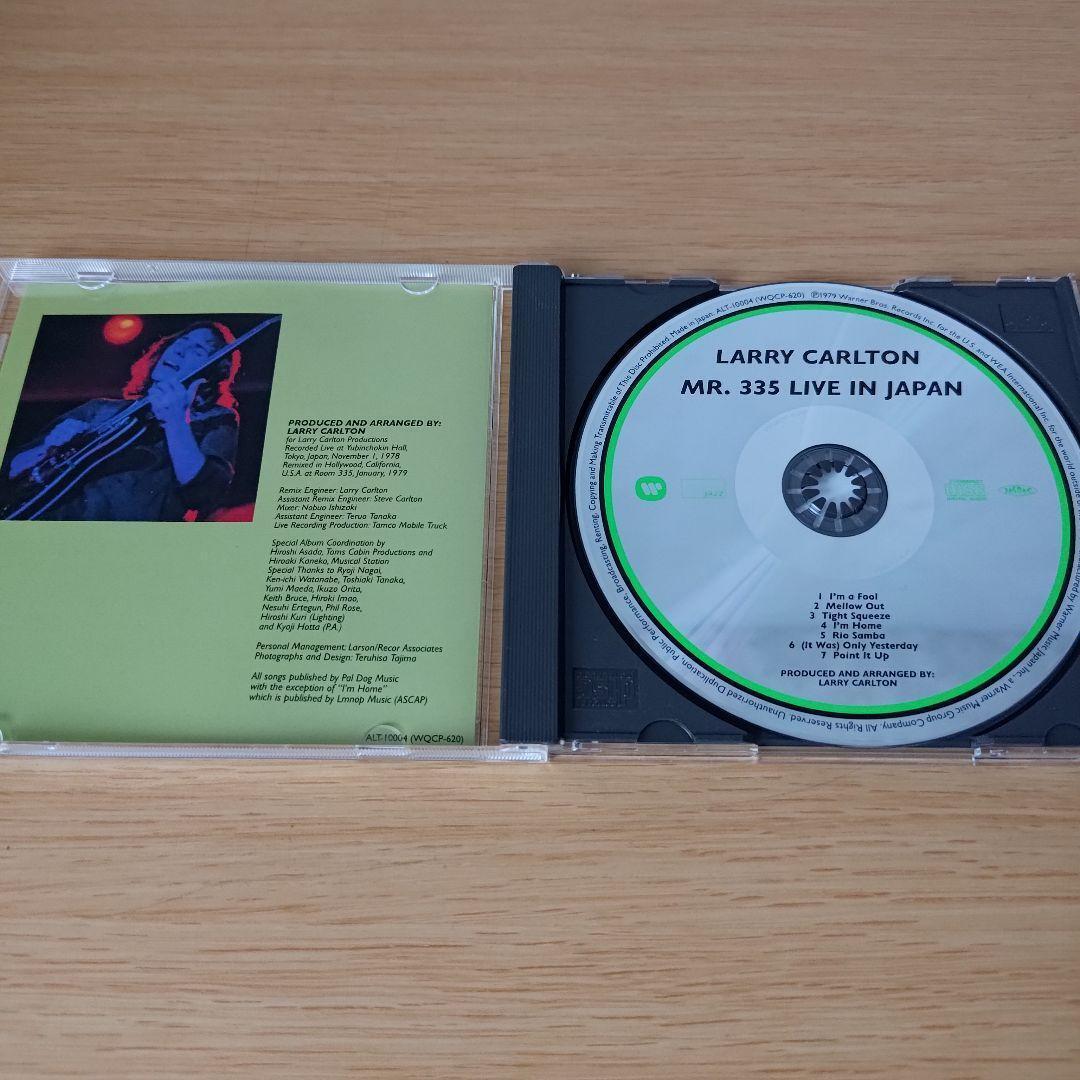 PRODUCED AND ARRANGED BY:
LARRY CARLTON
for Larry Carlton Productions
Recorded Live at Yubinchokin Hall,
Tokyo, Japan, November 1, 1978
Remixed in Hollywood, California,
U.S.A. at Room 335, January, 1979
Remix Engineer: Larry Carlton
Assistant Remix Engineer: Steve Carlton
Mixer: Nobuo Ishizaki
Assistant Engineer: Teruo Tanaka
Live Recording Production: Tamco Mobile Truck
Special Album Coordination by
Hiroshi Asada, Toms Cabin Productions and
Hiroaki Kaneko, Musical Station
Special Thanks to Ryoji Nagai,
Ken-ichi Watanabe, Toshiaki Tanaka,
Yumi Maeda, Ikuzo Orita,
Keith Bruce, Hiroki Imao,
Nesuhi Ertegun, Phil Rose,
Hiroshi Kuri (Lighting)
and Kyoji Hotta (P.A.)
Personal Management: Larson/Recor Associates
Photographs and Design: Teruhisa Tajima
All songs published by Pal Dog Music
with the exception of "I'm Home"
which is published by Lmnop Music (ASCAP)
ALT-10004 (WQCP-620)
ALT-10004 (WQCP-620) ℗1979 Warner Bros. Records Inc. for the U.S. and WEA International Inc. for the world outside of
Warner Music Japan Inc. a Warner Music Group Company. All Rights Reserved. Unauthorized Duplication, Public Performance, Broadcasting, Renting, Copying and Making Transmittable of This Disc Prohibited. Made in Japan.
LARRY CARLTON
MR. 335 LIVE IN JAPAN
JAZZ
1 I'm a Fool
2 Mellow Out
3 Tight Squeeze
4 I'm Home
5 Rio Samba
6 (It Was) Only Yesterday
7 Point It Up
PRODUCED AND ARRANGED BY:
LARRY CARLTON